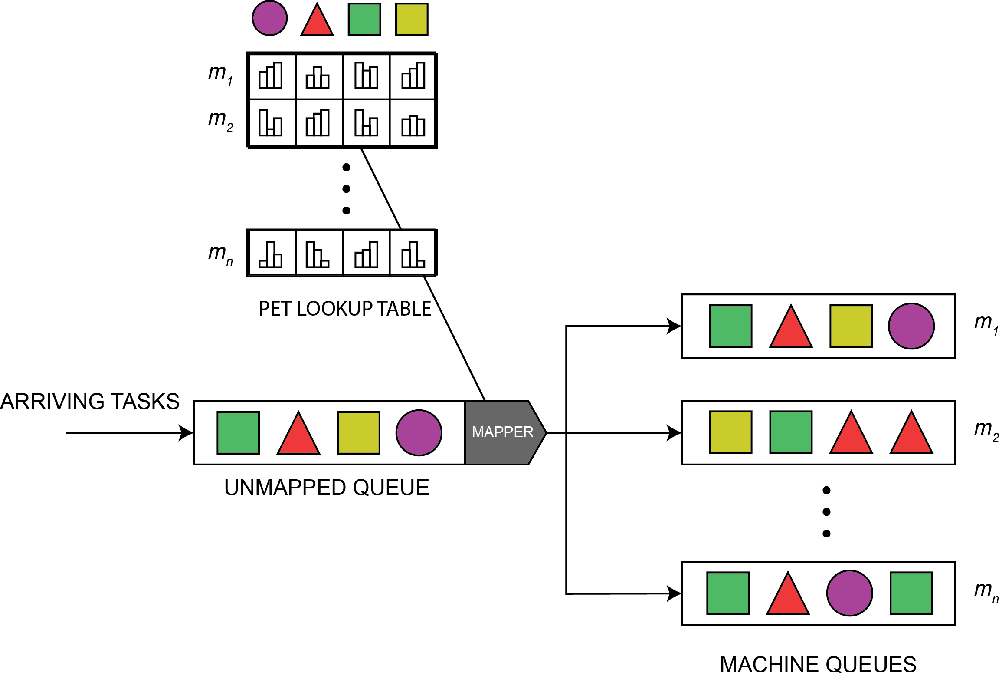 m1
m2
mn
PET LOOKUP TABLE
m1
ARRIVING TASKS
MAPPER
m2
UNMAPPED QUEUE
mn
MACHINE QUEUES